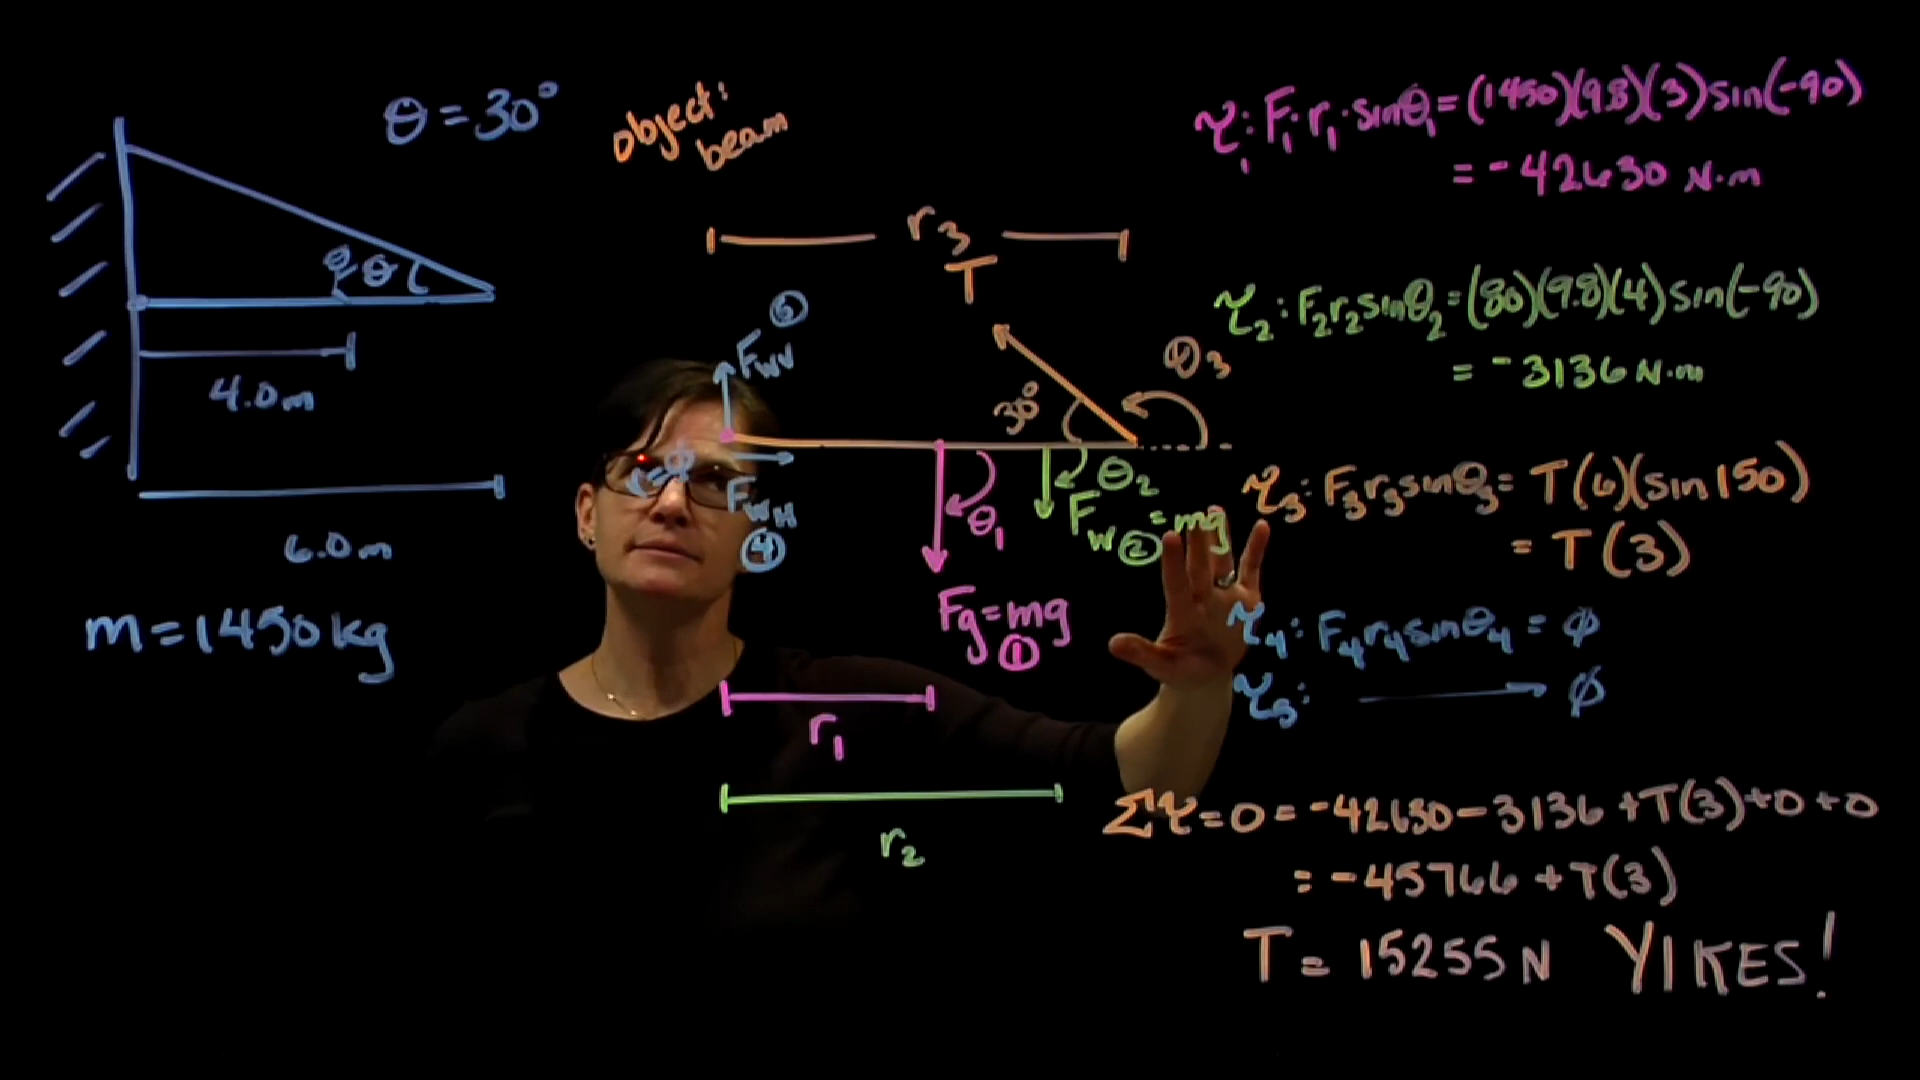 θ = 30°
object:
beam
θ
4.0m
6.0m
m = 1450 kg
r3
T
30°
θ3
FWV ⑤
τ=ϕ
FWH
④
θ1
θ2
FW② = mg
Fg = mg
①
r1
r2
τ1: F1·r1·sinθ1 = (1450)(9.8)(3)sin(-90)
= -42630 N·m
τ2: F2r2sinθ2 = (80)(9.8)(4)sin(-90)
= -3136 N·m
τ3: F3r3sinθ3 = T(6)(sin150)
= T(3)
τ4: F4r4sinθ4 = ϕ
τ5: ⟶ ϕ
Στ = 0 = -42630 - 3136 + T(3) + 0 + 0
= -45766 + T(3)
T = 15255 N YIKES!